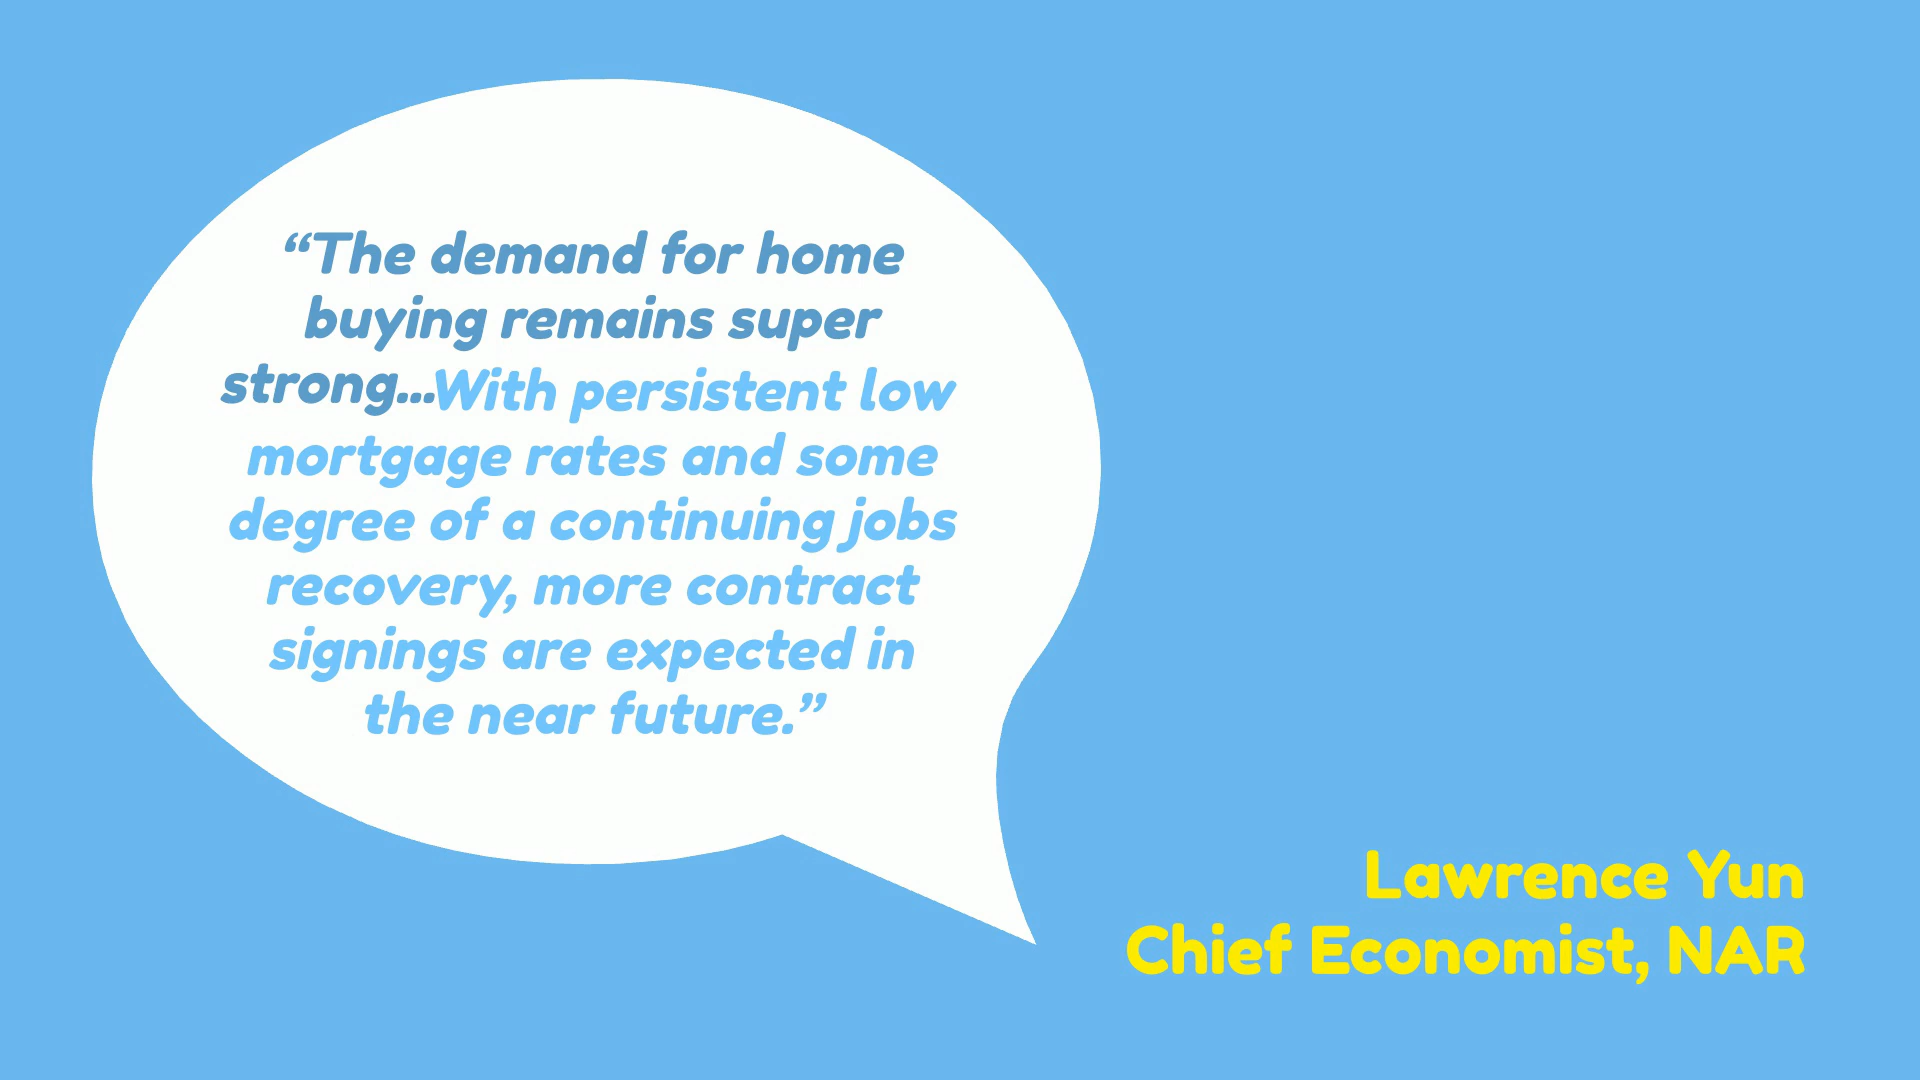 “The demand for home
buying remains super
strong...With persistent low
mortgage rates and some
degree of a continuing jobs
recovery, more contract
signings are expected in
the near future.”
Lawrence Yun
Chief Economist, NAR